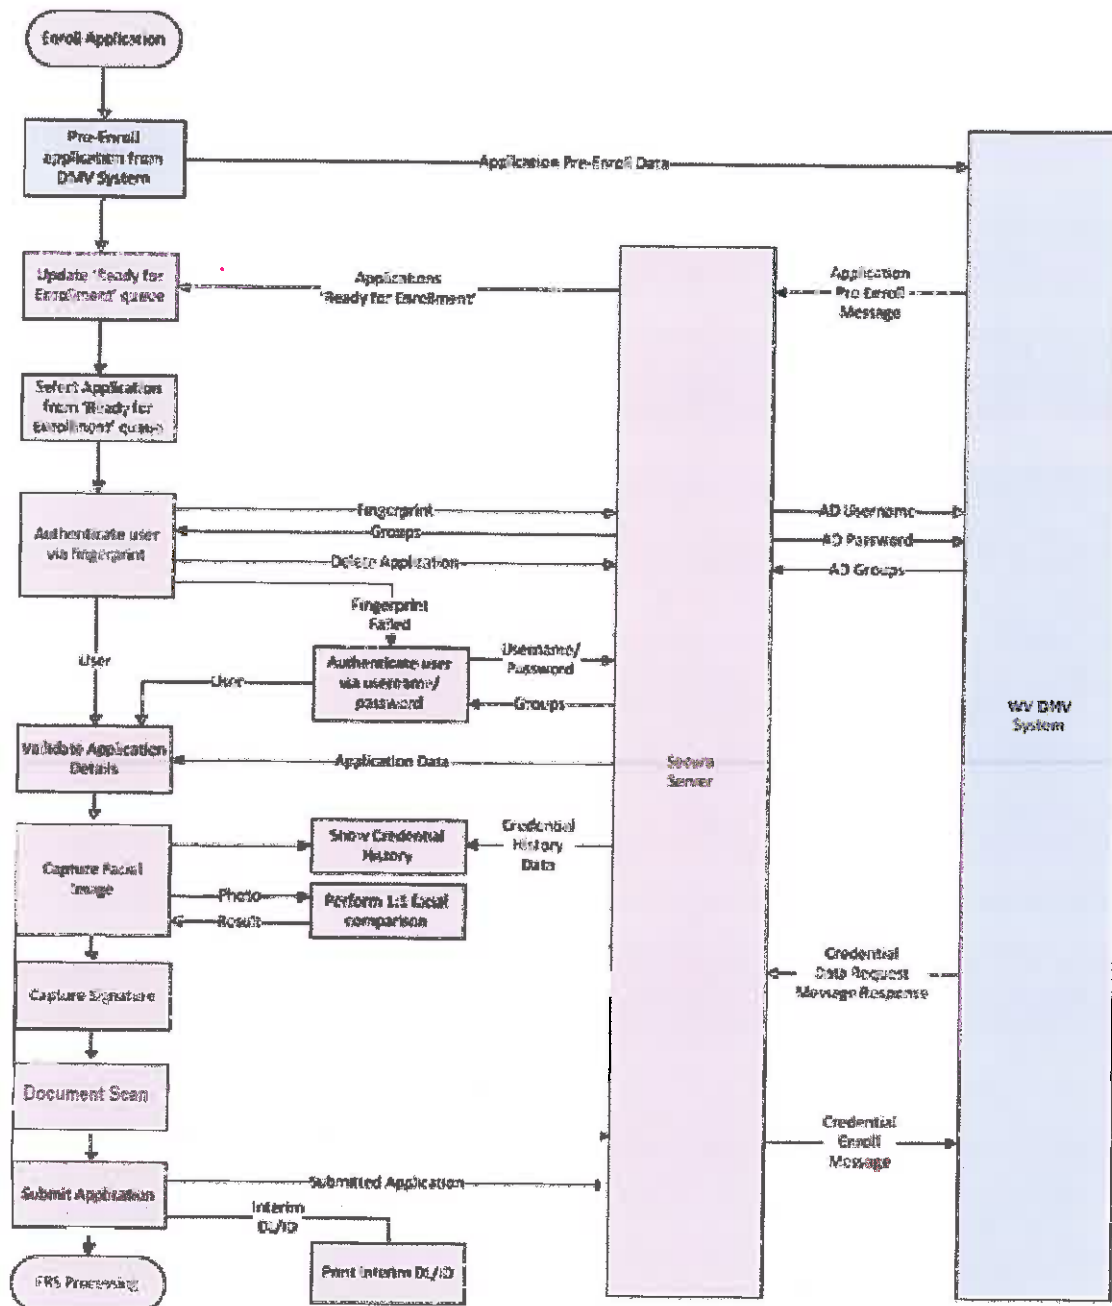 Enroll Application
Pre-Enroll
application from
DMV System
Application Pre-Enroll Data
Update 'Ready for
Enrollment' queue
Applications
'Ready for Enrollment'
Application
Pre Enroll
Message
Select Application
from 'Ready for
Enrollment' queue
Authenticate user
via fingerprint
Fingerprint
Groups
Delete Application
AD Username
AD Password
AD Groups
Fingerprint
Failed
User
User
Authenticate user
via username/
password
Username/
Password
Groups
WV DMV
System
Validate Application
Details
Application Data
Secure
Server
Capture Facial
Image
Show Credential
History
Credential
History
Data
Photo
Result
Perform 1:1 facial
comparison
Capture Signature
Credential
Data Request
Message Response
Document Scan
Credential
Enroll
Message
Submit Application
Submitted Application
Interim
DL/ID
Print Interim DL/ID
FRS Processing